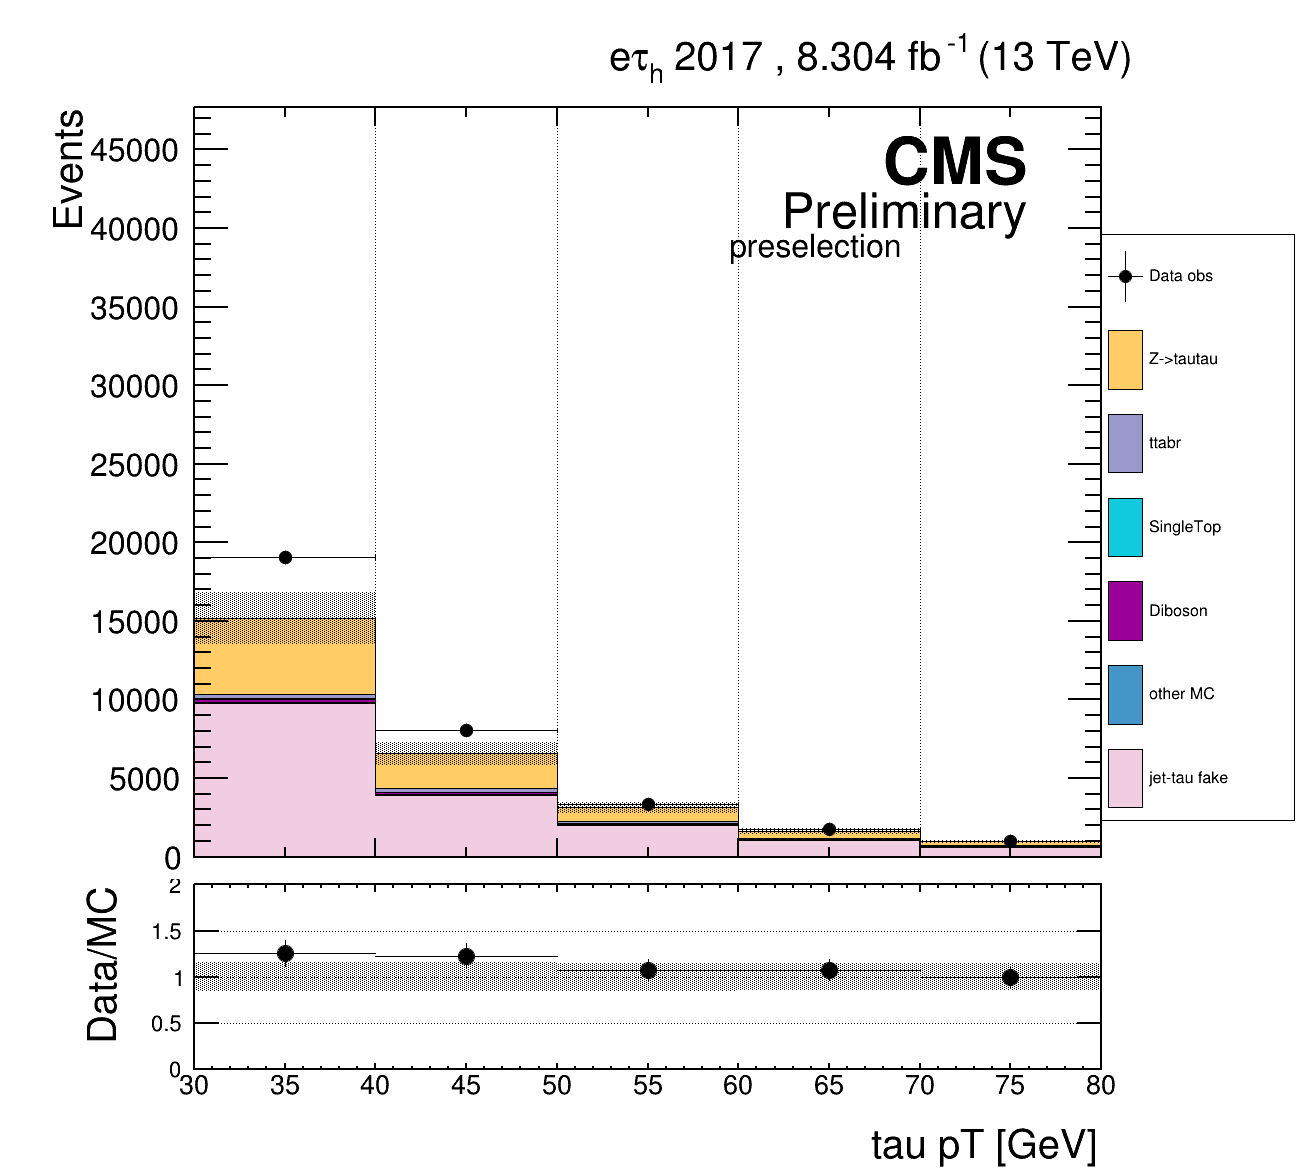 eτh 2017 , 8.304 fb-1 (13 TeV)
Events
45000
40000
35000
30000
25000
20000
15000
10000
5000
0
CMS
Preliminary
preselection
Data obs
Z->tautau
ttabr
SingleTop
Diboson
other MC
jet-tau fake
Data/MC
2
1.5
1
0.5
0
30 35 40 45 50 55 60 65 70 75 80
tau pT [GeV]